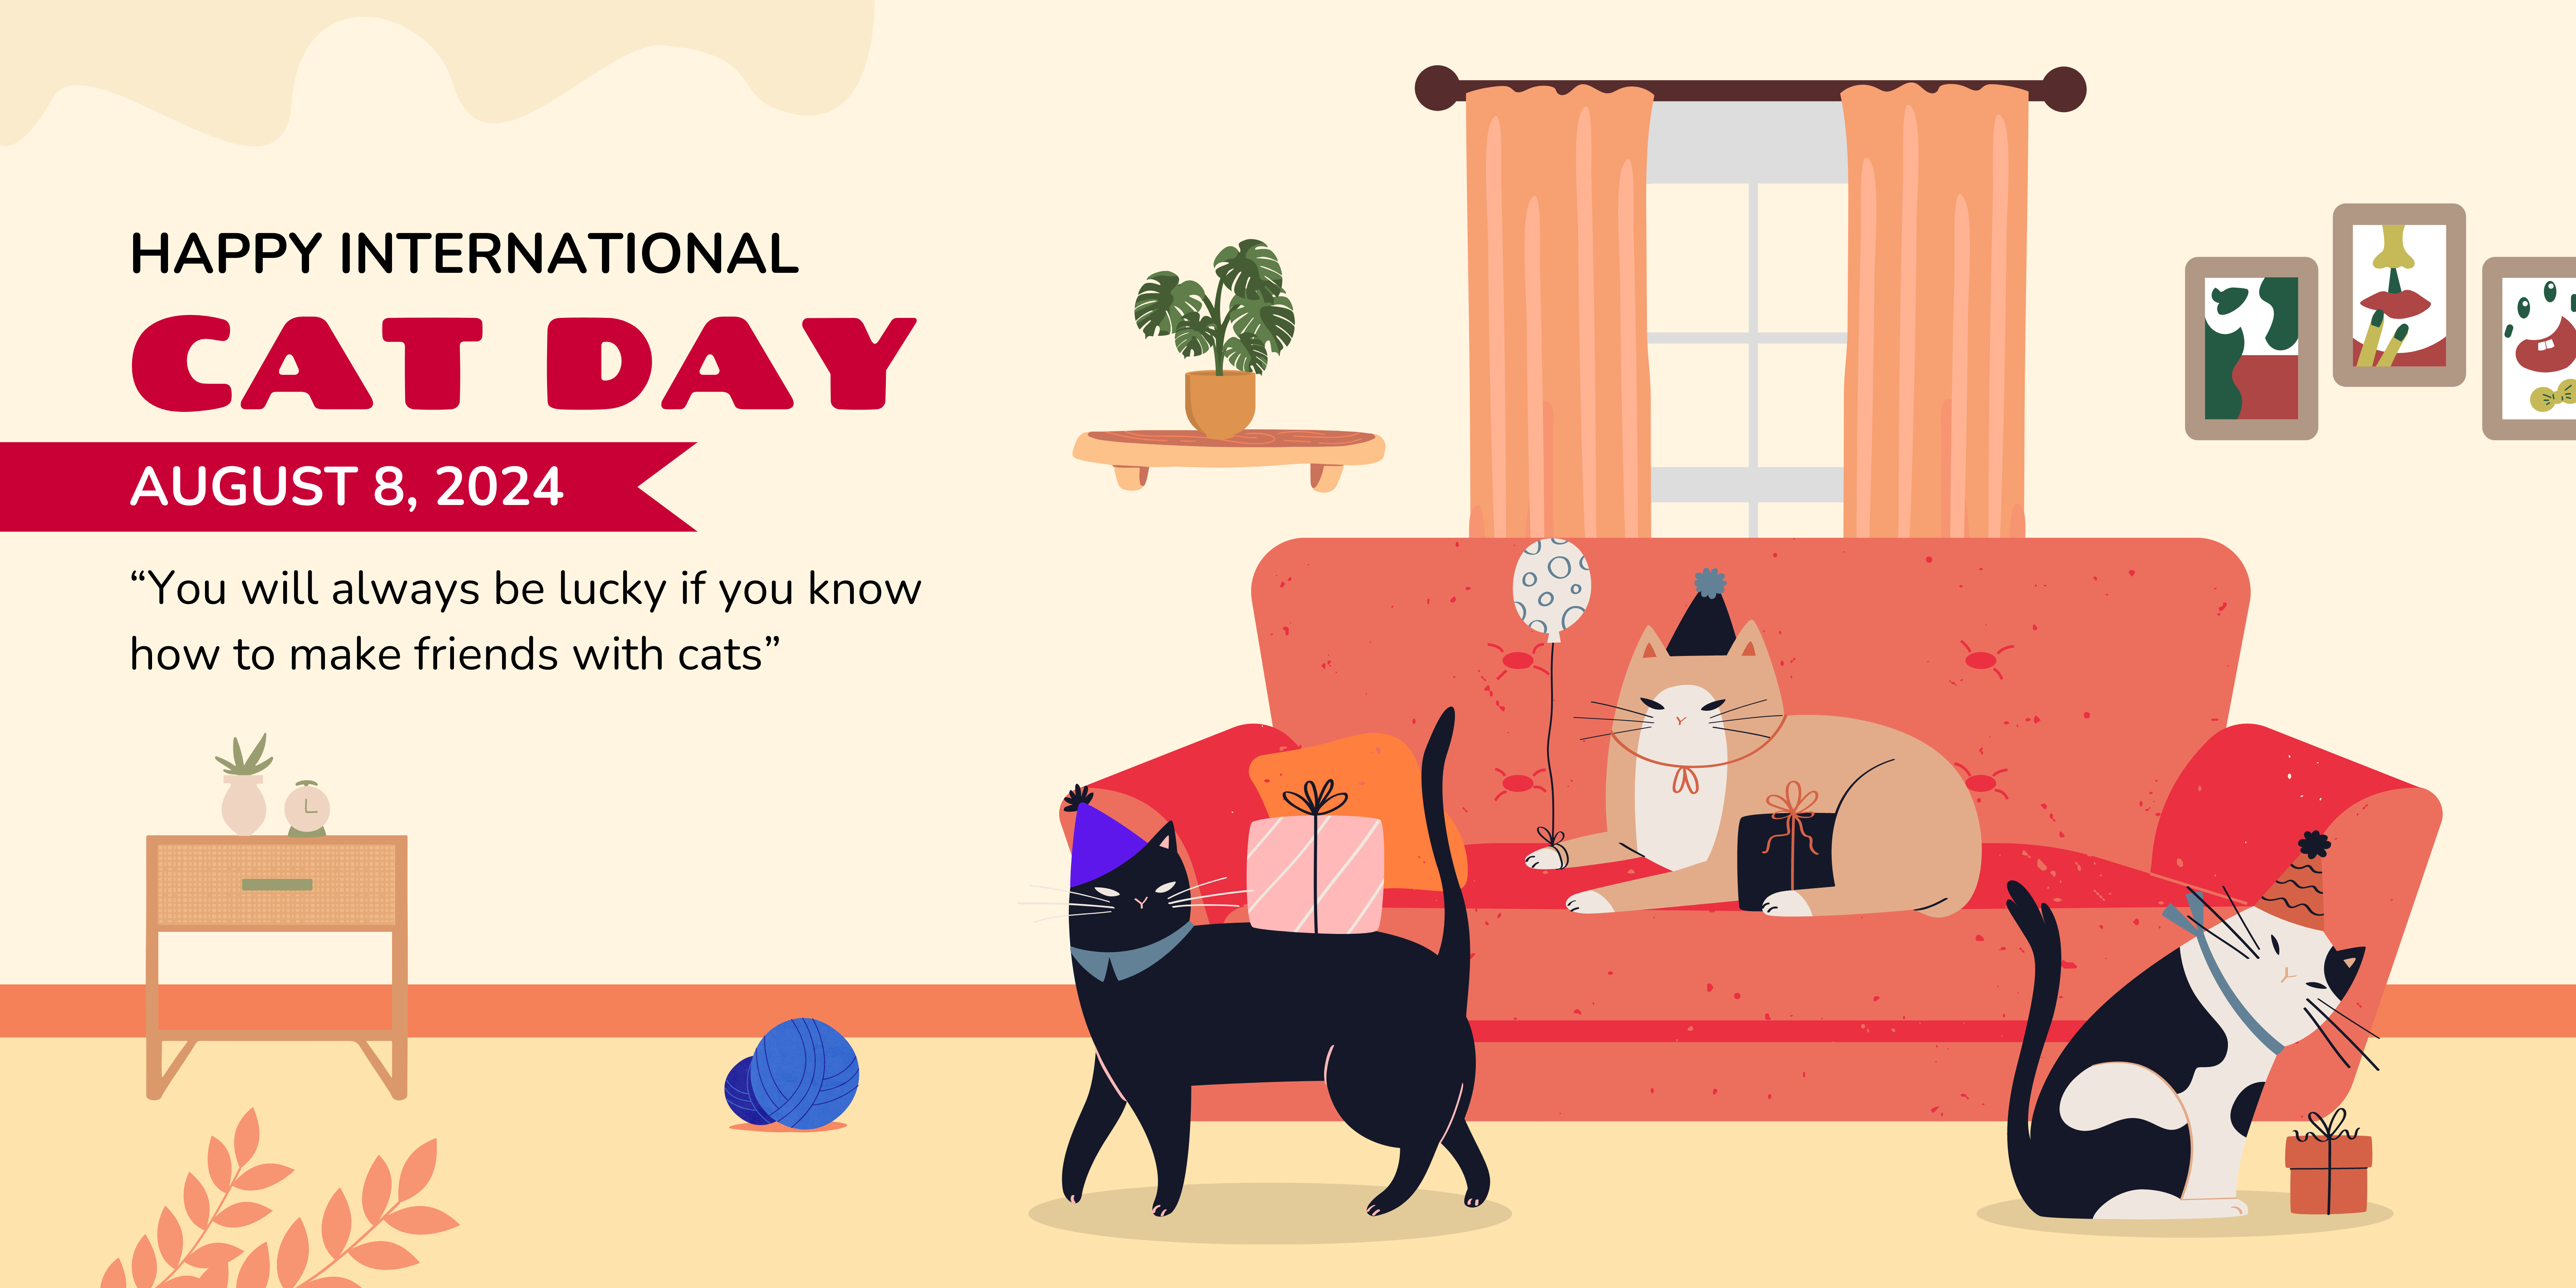 HAPPY INTERNATIONAL
CAT DAY
AUGUST 8, 2024
“You will always be lucky if you know
how to make friends with cats”